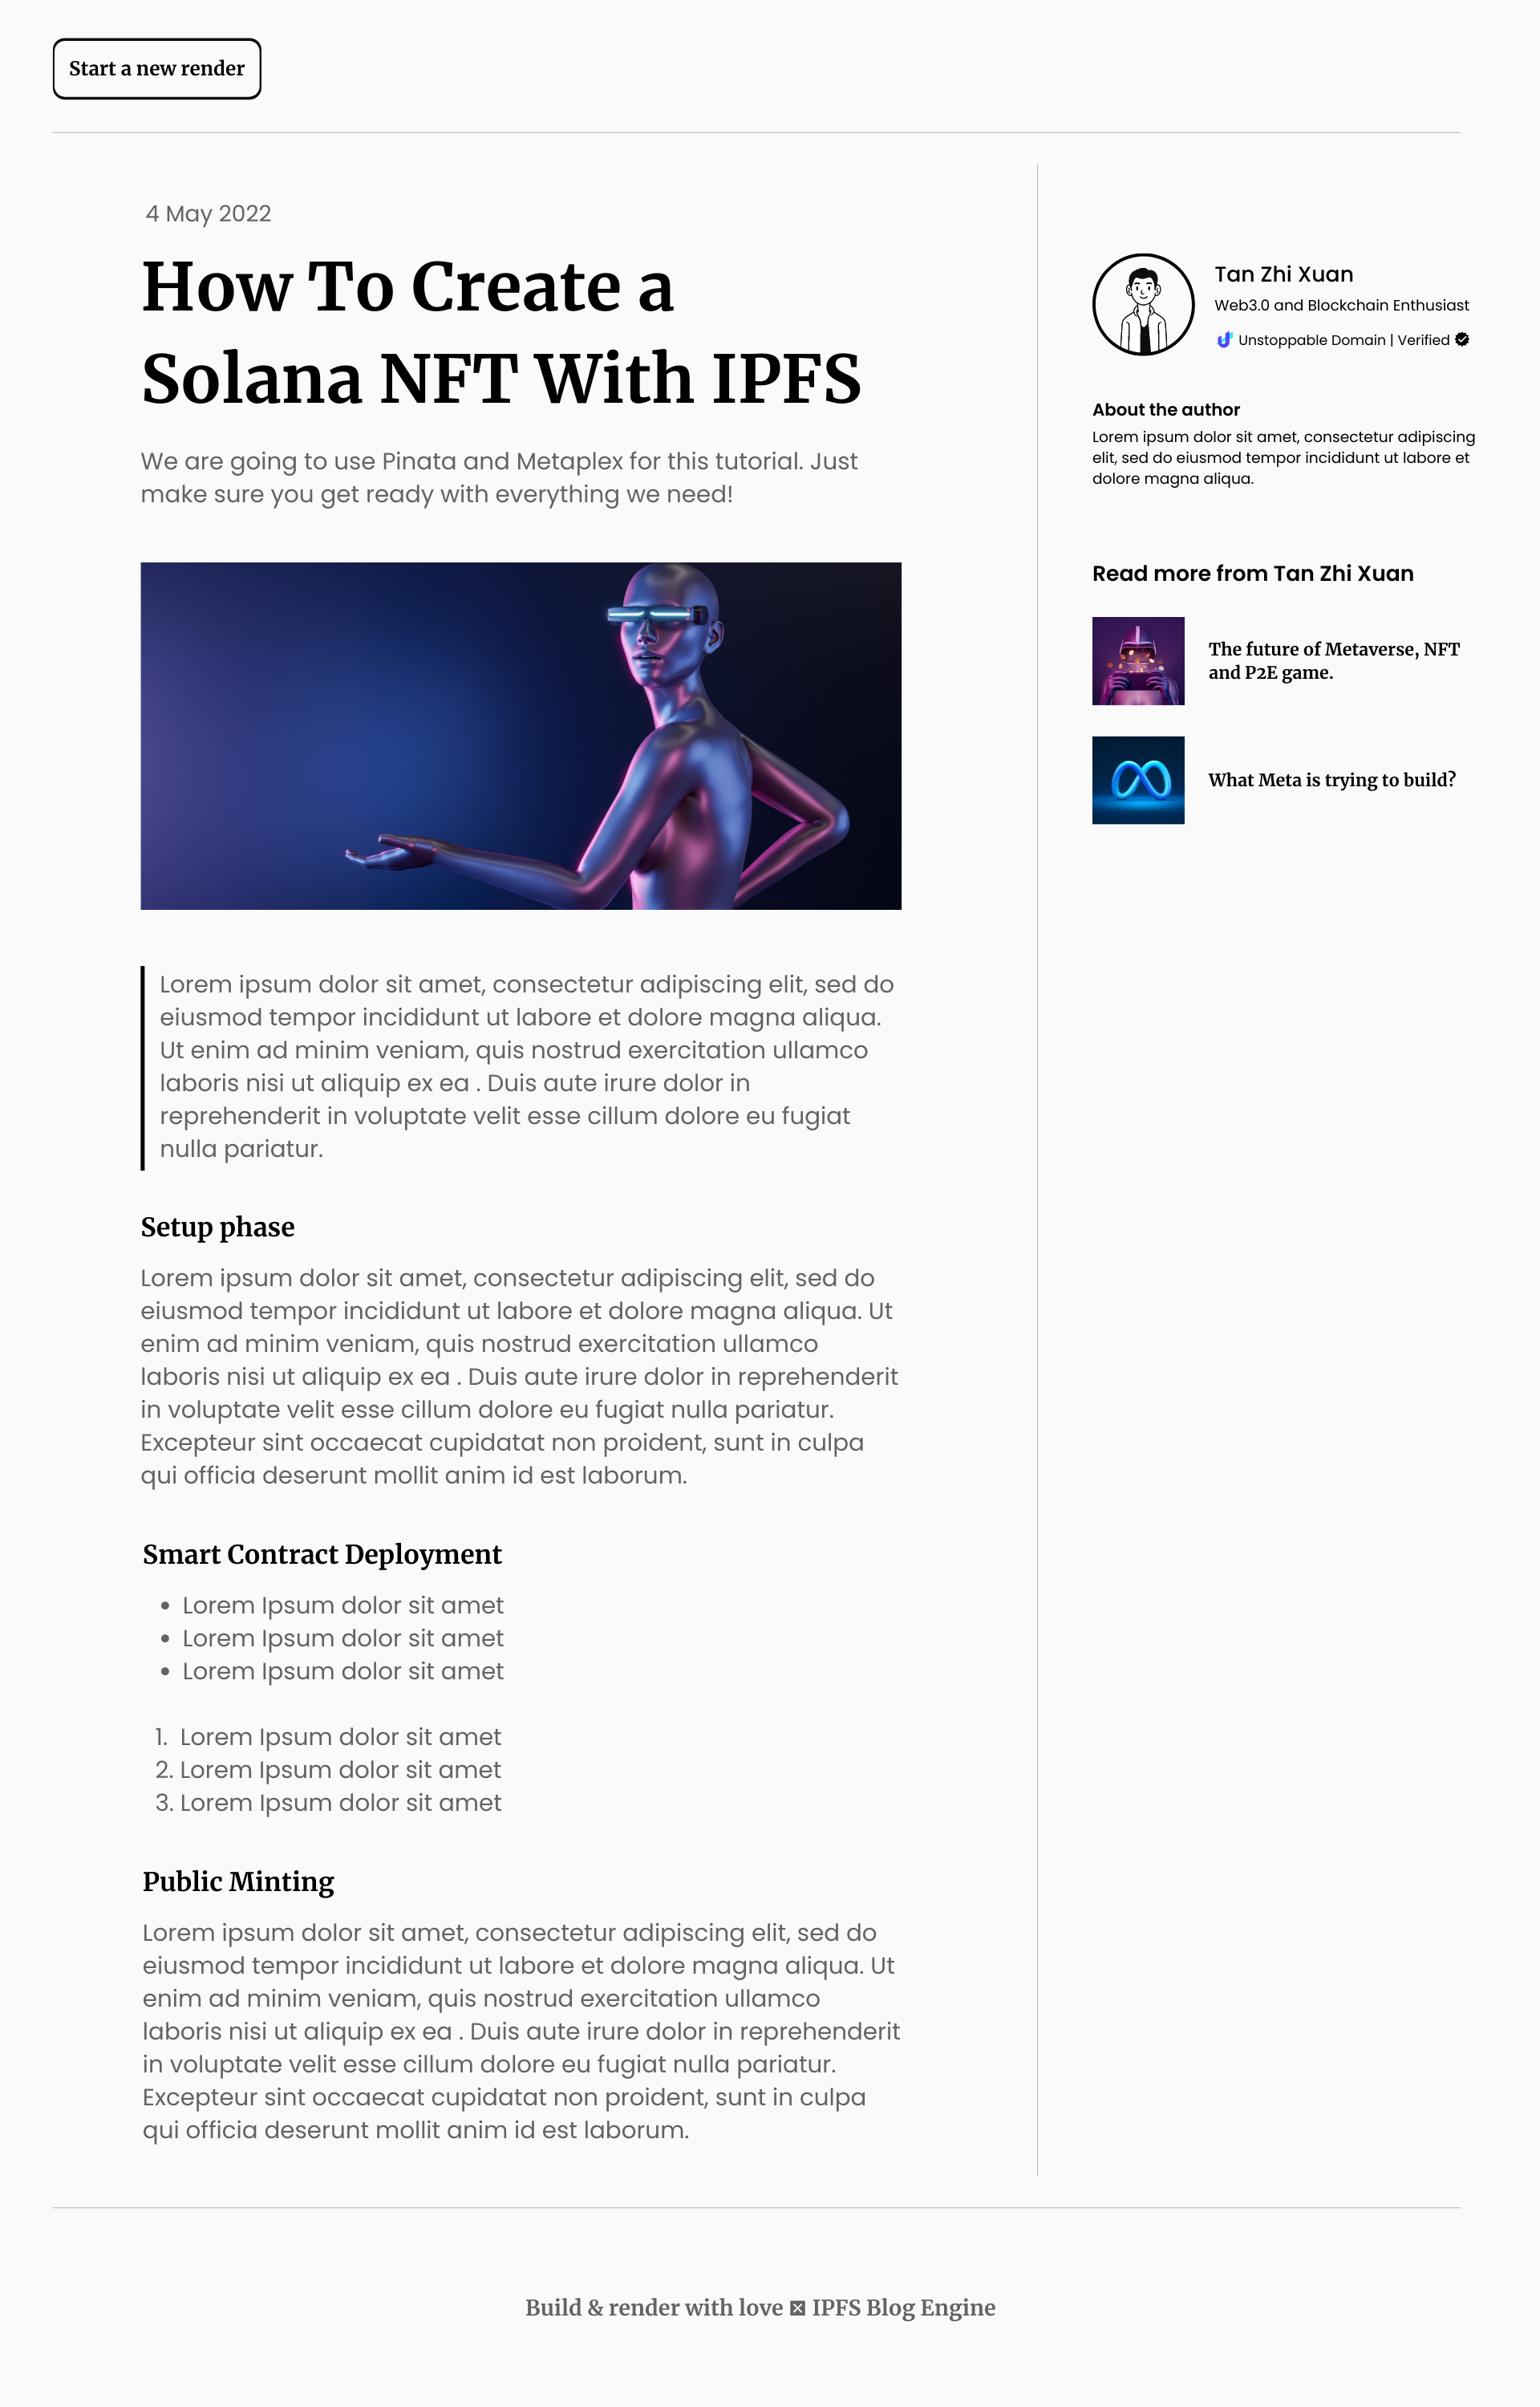 Start a new render
4 May 2022
How To Create a
Solana NFT With IPFS
We are going to use Pinata and Metaplex for this tutorial. Just
make sure you get ready with everything we need!
Lorem ipsum dolor sit amet, consectetur adipiscing elit, sed do
eiusmod tempor incididunt ut labore et dolore magna aliqua.
Ut enim ad minim veniam, quis nostrud exercitation ullamco
laboris nisi ut aliquip ex ea . Duis aute irure dolor in
reprehenderit in voluptate velit esse cillum dolore eu fugiat
nulla pariatur.
Setup phase
Lorem ipsum dolor sit amet, consectetur adipiscing elit, sed do
eiusmod tempor incididunt ut labore et dolore magna aliqua. Ut
enim ad minim veniam, quis nostrud exercitation ullamco
laboris nisi ut aliquip ex ea . Duis aute irure dolor in reprehenderit
in voluptate velit esse cillum dolore eu fugiat nulla pariatur.
Excepteur sint occaecat cupidatat non proident, sunt in culpa
qui officia deserunt mollit anim id est laborum.
Smart Contract Deployment
• Lorem Ipsum dolor sit amet
• Lorem Ipsum dolor sit amet
• Lorem Ipsum dolor sit amet
1. Lorem Ipsum dolor sit amet
2. Lorem Ipsum dolor sit amet
3. Lorem Ipsum dolor sit amet
Public Minting
Lorem ipsum dolor sit amet, consectetur adipiscing elit, sed do
eiusmod tempor incididunt ut labore et dolore magna aliqua. Ut
enim ad minim veniam, quis nostrud exercitation ullamco
laboris nisi ut aliquip ex ea . Duis aute irure dolor in reprehenderit
in voluptate velit esse cillum dolore eu fugiat nulla pariatur.
Excepteur sint occaecat cupidatat non proident, sunt in culpa
qui officia deserunt mollit anim id est laborum.
Tan Zhi Xuan
Web3.0 and Blockchain Enthusiast
Unstoppable Domain | Verified
About the author
Lorem ipsum dolor sit amet, consectetur adipiscing
elit, sed do eiusmod tempor incididunt ut labore et
dolore magna aliqua.
Read more from Tan Zhi Xuan
The future of Metaverse, NFT
and P2E game.
What Meta is trying to build?
Build & render with love IPFS Blog Engine